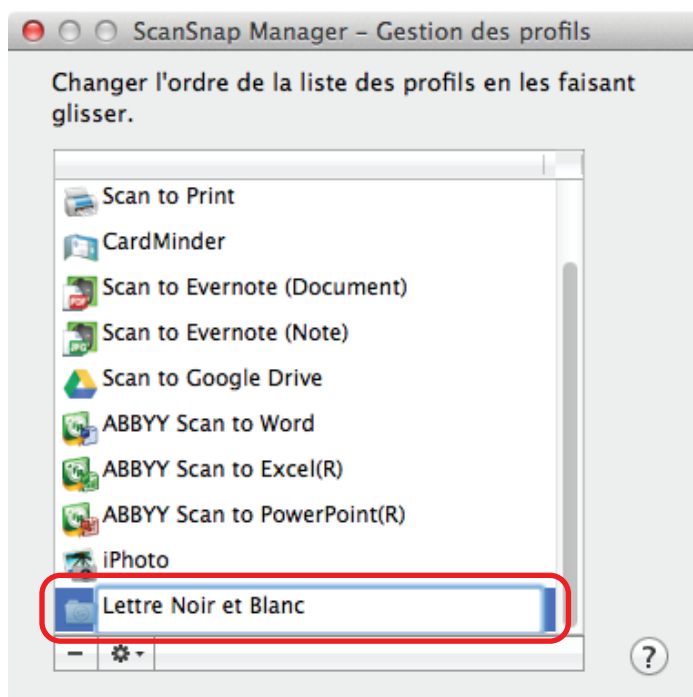 ScanSnap Manager – Gestion des profils
Changer l'ordre de la liste des profils en les faisant
glisser.
Scan to Print
CardMinder
Scan to Evernote (Document)
Scan to Evernote (Note)
Scan to Google Drive
ABBYY Scan to Word
ABBYY Scan to Excel(R)
ABBYY Scan to PowerPoint(R)
iPhoto
Lettre Noir et Blanc
?